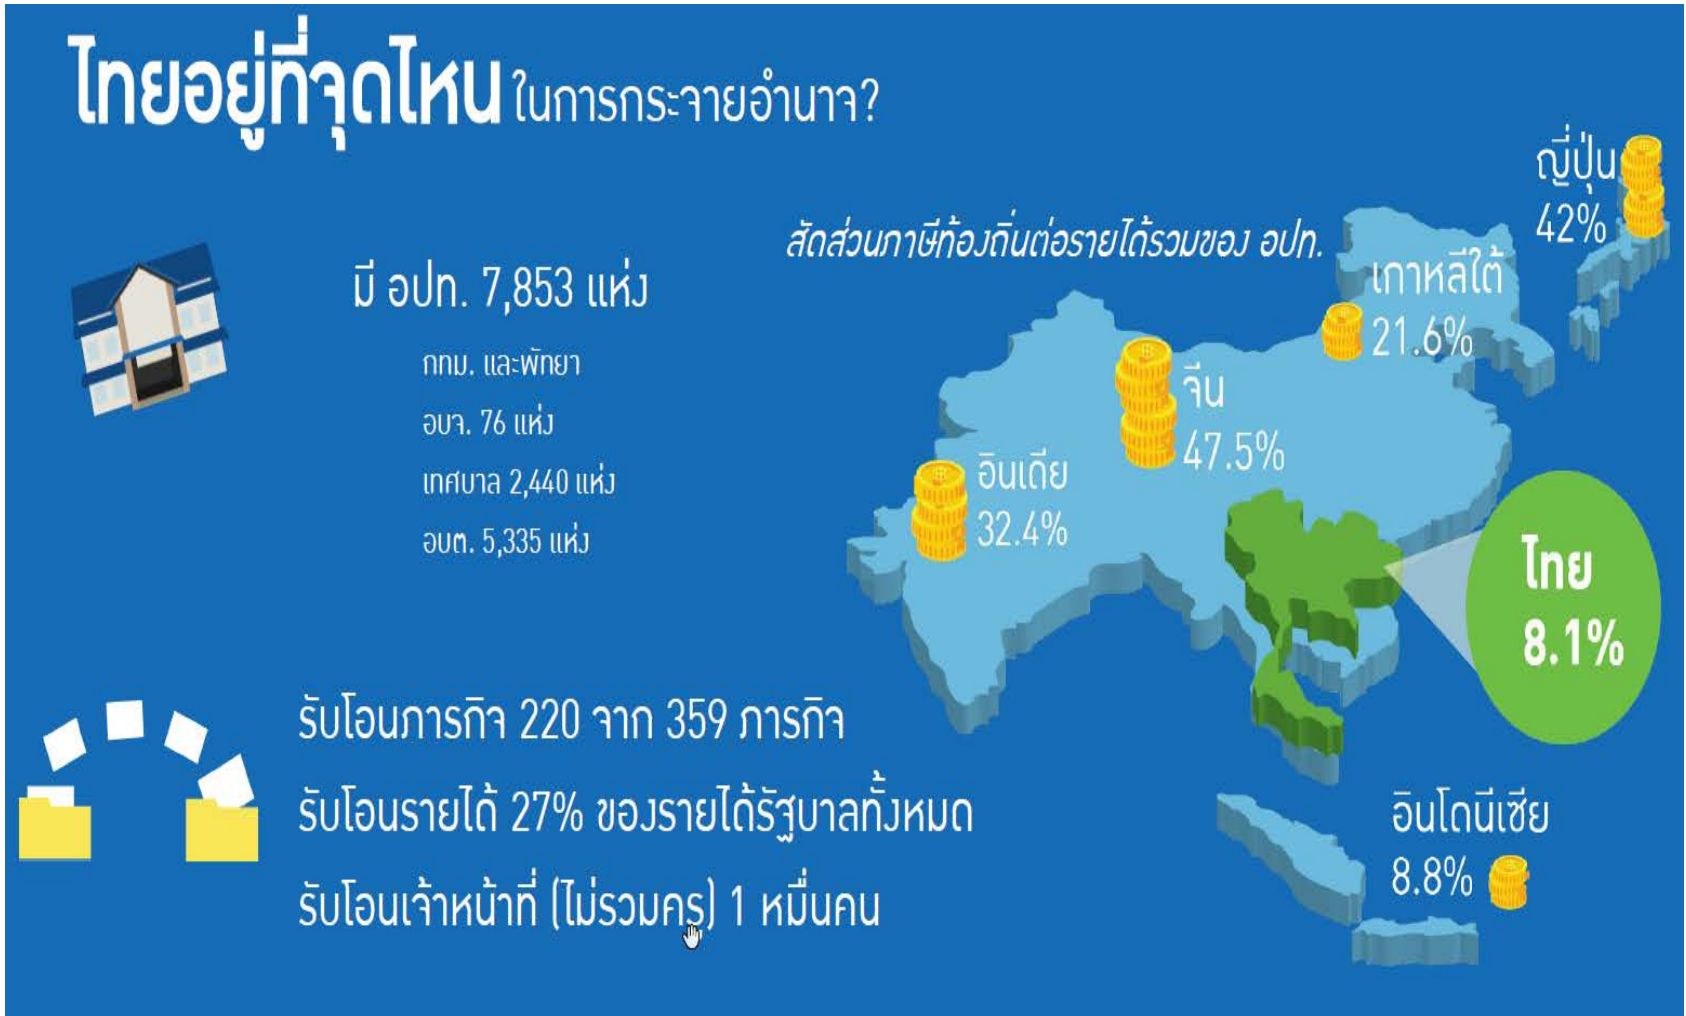 ไทยอยู่ที่จุดไหน ในการกระจายอำนาจ?
มี อปท. 7,853 แห่ง
กทม. และพัทยา
อบจ. 76 แห่ง
เทศบาล 2,440 แห่ง
อบต. 5,335 แห่ง
รับโอนภารกิจ 220 จาก 359 ภารกิจ
รับโอนรายได้ 27% ของรายได้รัฐบาลทั้งหมด
รับโอนเจ้าหน้าที่ (ไม่รวมครู) 1 หมื่นคน
สัดส่วนภาษีท้องถิ่นต่อรายได้รวมของ อปท.
ญี่ปุ่น
42%
เกาหลีใต้
21.6%
จีน
47.5%
อินเดีย
32.4%
ไทย
8.1%
อินโดนีเซีย
8.8%